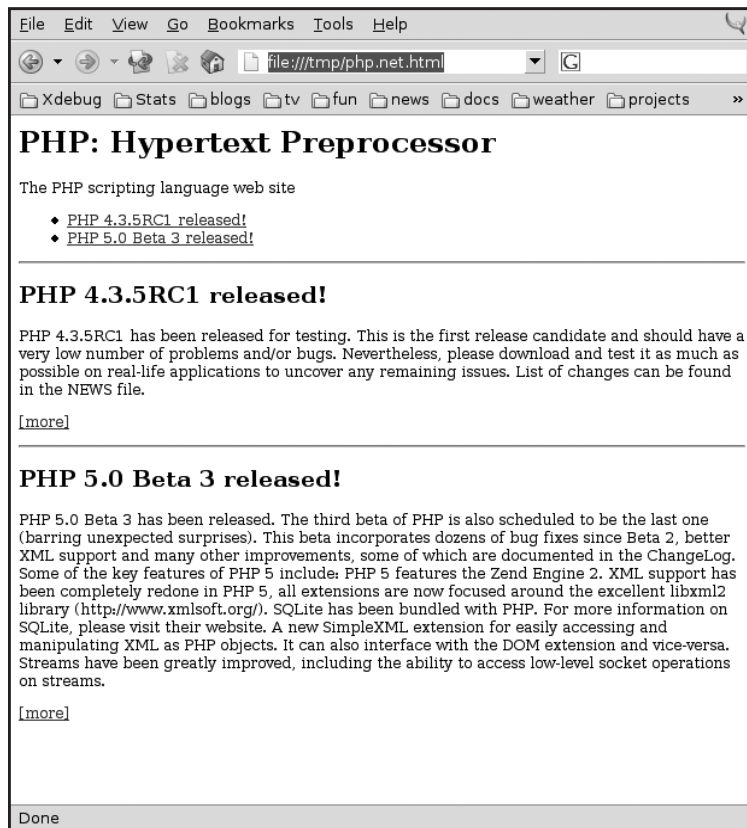 File Edit View Go Bookmarks Tools Help
file:///tmp/php.net.html G
Xdebug Stats blogs tv fun news docs weather projects »
PHP: Hypertext Preprocessor
The PHP scripting language web site
PHP 4.3.5RC1 released!
PHP 5.0 Beta 3 released!
PHP 4.3.5RC1 released!
PHP 4.3.5RC1 has been released for testing. This is the first release candidate and should have a
very low number of problems and/or bugs. Nevertheless, please download and test it as much as
possible on real-life applications to uncover any remaining issues. List of changes can be found
in the NEWS file.
[more]
PHP 5.0 Beta 3 released!
PHP 5.0 Beta 3 has been released. The third beta of PHP is also scheduled to be the last one
(barring unexpected surprises). This beta incorporates dozens of bug fixes since Beta 2, better
XML support and many other improvements, some of which are documented in the ChangeLog.
Some of the key features of PHP 5 include: PHP 5 features the Zend Engine 2. XML support has
been completely redone in PHP 5, all extensions are now focused around the excellent libxml2
library (http://www.xmlsoft.org/). SQLite has been bundled with PHP. For more information on
SQLite, please visit their website. A new SimpleXML extension for easily accessing and
manipulating XML as PHP objects. It can also interface with the DOM extension and vice-versa.
Streams have been greatly improved, including the ability to access low-level socket operations
on streams.
[more]
Done